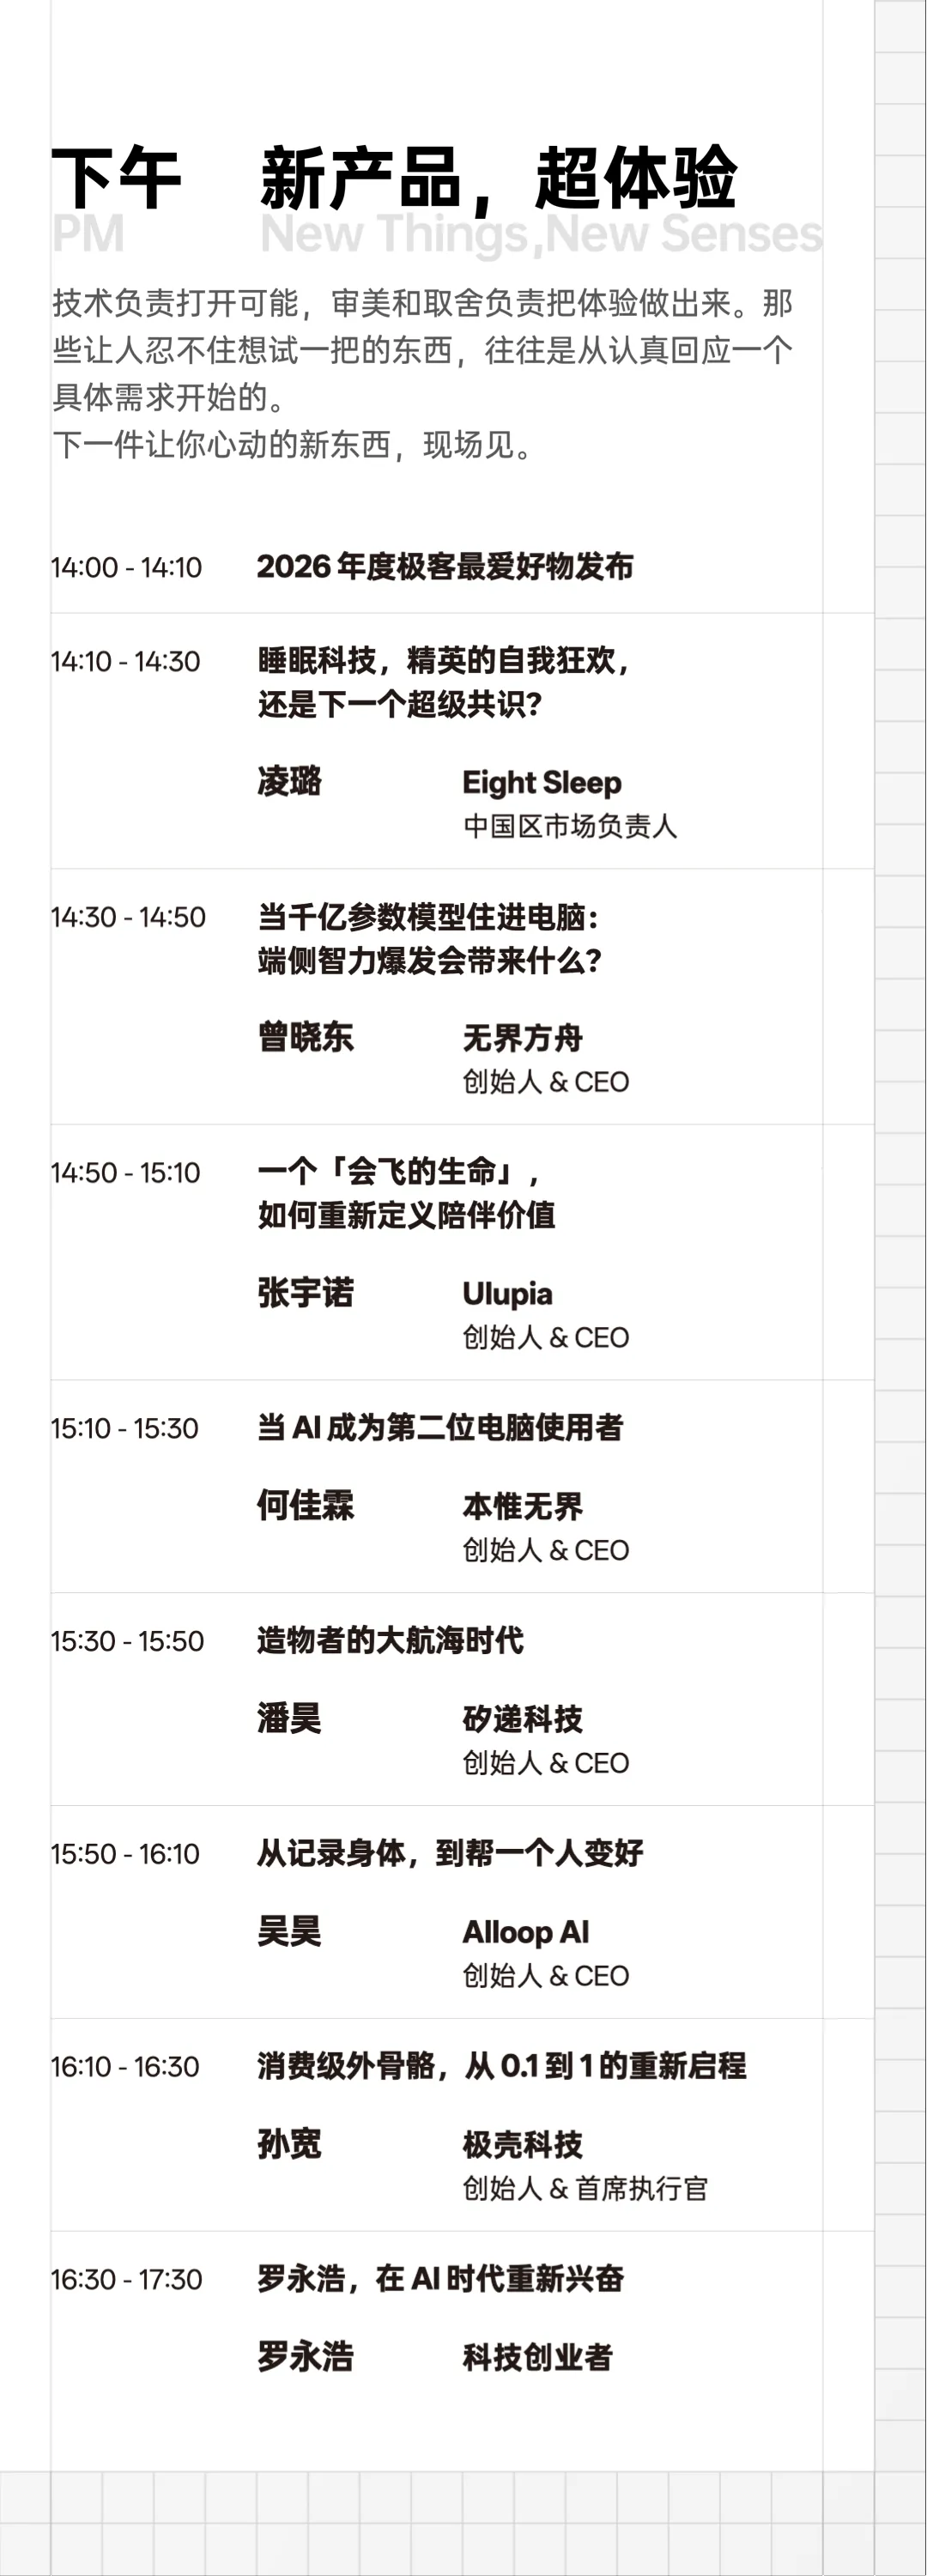 下午 新产品，超体验
PM New Things,New Senses
技术负责打开可能，审美和取舍负责把体验做出来。那
些让人忍不住想试一把的东西，往往是从认真回应一个
具体需求开始的。
下一件让你心动的新东西，现场见。
14:00 - 14:10 2026 年度极客最爱好物发布
14:10 - 14:30 睡眠科技，精英的自我狂欢，
还是下一个超级共识？
凌璐 Eight Sleep
中国区市场负责人
14:30 - 14:50 当千亿参数模型住进电脑：
端侧智力爆发会带来什么？
曾晓东 无界方舟
创始人 & CEO
14:50 - 15:10 一个「会飞的生命」，
如何重新定义陪伴价值
张宇诺 Ulupia
创始人 & CEO
15:10 - 15:30 当 AI 成为第二位电脑使用者
何佳霖 本惟无界
创始人 & CEO
15:30 - 15:50 造物者的大航海时代
潘昊 矽递科技
创始人 & CEO
15:50 - 16:10 从记录身体，到帮一个人变好
吴昊 Alloop AI
创始人 & CEO
16:10 - 16:30 消费级外骨骼，从 0.1 到 1 的重新启程
孙宽 极壳科技
创始人 & 首席执行官
16:30 - 17:30 罗永浩，在 AI 时代重新兴奋
罗永浩 科技创业者